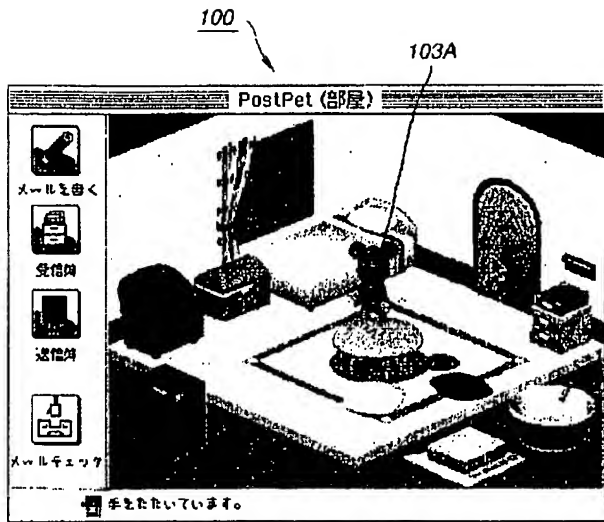 100
103A
PostPet (部屋)
メールを書く
受信箱
送信箱
メールチェック
手をたたいています。